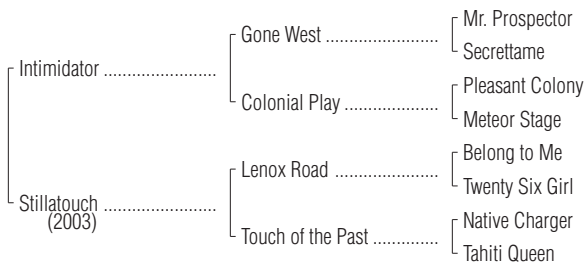 Mr. Prospector
Gone West
Secrettame
Intimidator
Pleasant Colony
Colonial Play
Meteor Stage
Belong to Me
Lenox Road
Twenty Six Girl
Stillatouch
(2003)
Native Charger
Touch of the Past
Tahiti Queen